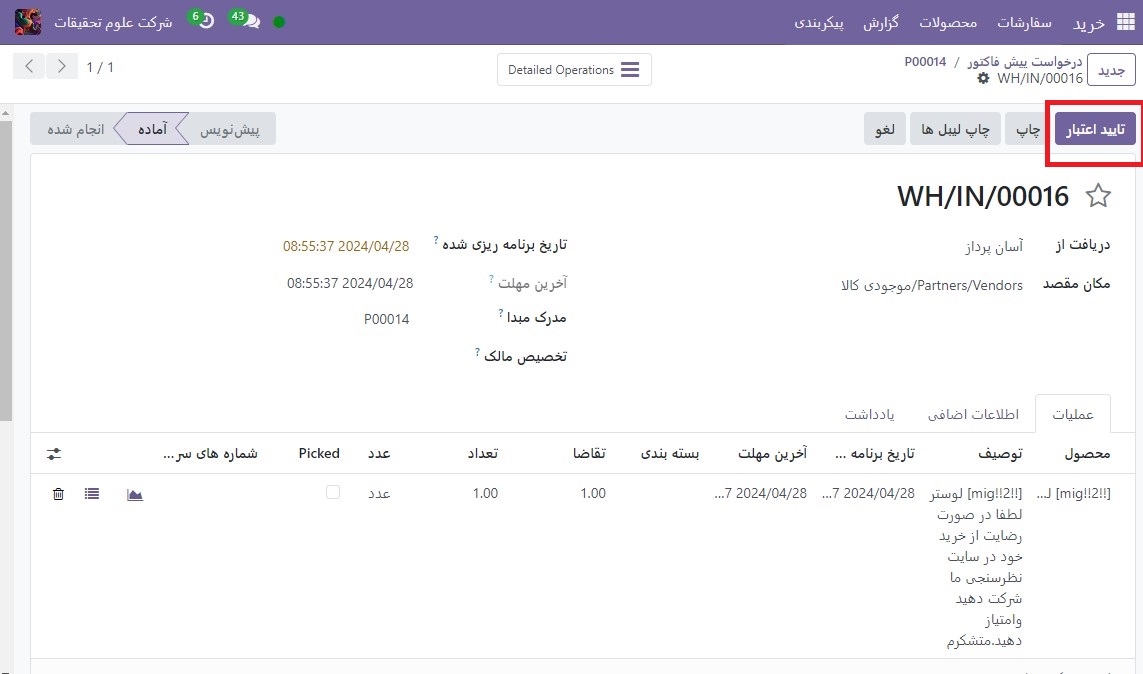 خرید سفارشات محصولات گزارش پیکربندی 43 6 شرکت علوم تحقیقات
جدید درخواست پیش فاکتور / P00014
WH/IN/00016
Detailed Operations
1 / 1
تایید اعتبار چاپ چاپ لیبل ها لغو
پیش‌نویس آماده انجام شده
WH/IN/00016
دریافت از آسان پرداز
مکان مقصد Partners/Vendors/موجودی کالا
تاریخ برنامه ریزی شده ? 2024/04/28 08:55:37
آخرین مهلت ? 2024/04/28 08:55:37
مدرک مبدا ? P00014
تخصیص مالک ?
عملیات اطلاعات اضافی یادداشت
محصول توصیف تاریخ برنامه ... آخرین مهلت بسته بندی تقاضا تعداد عدد Picked شماره های سر...
[mig!!2!!] ل... [mig!!2!!] لوستر 2024/04/28 7... 2024/04/28 7... 1.00 1.00 عدد
لطفا در صورت
رضایت از خرید
خود در سایت
نظرسنجی ما
شرکت دهید
وامتیاز
دهید.متشکرم